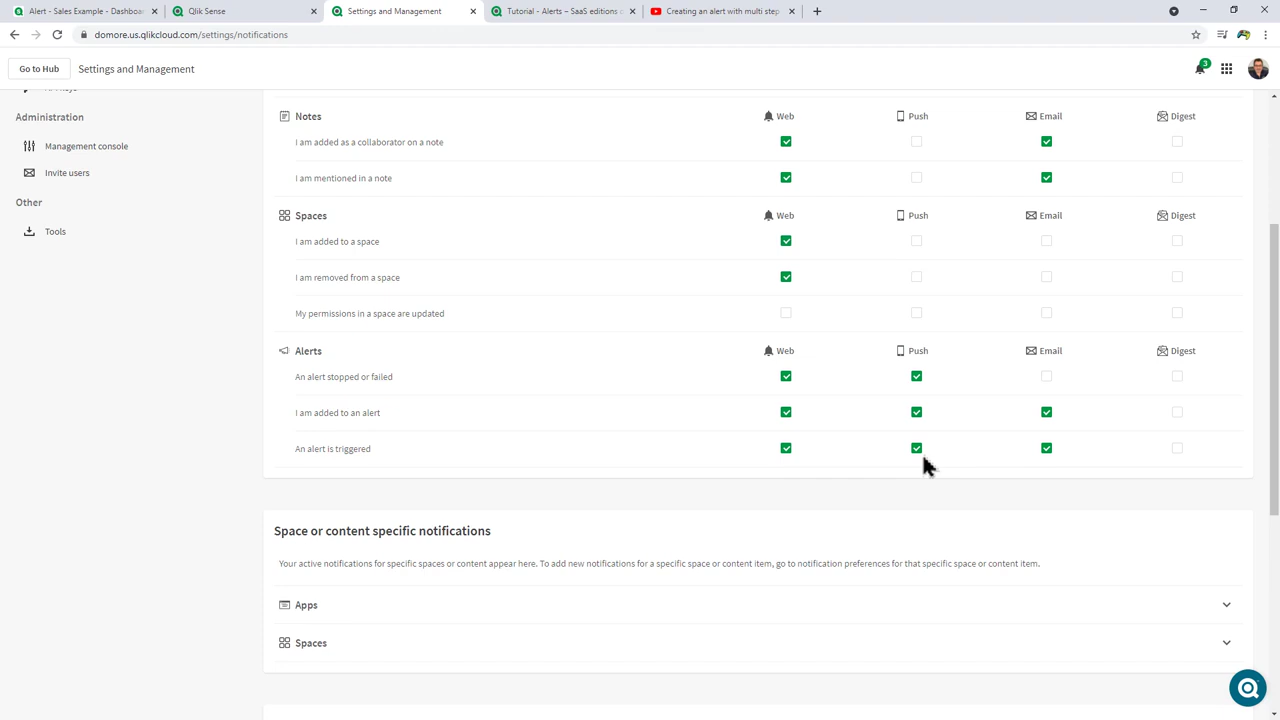 Alert - Sales Example - Dashboa
Qlik Sense
Settings and Management
Tutorial - Alerts – SaaS editions o
Creating an alert with multi step
domore.us.qlikcloud.com/settings/notifications
Go to Hub
Settings and Management
3
Administration
Management console
Invite users
Other
Tools
Notes Web Push Email Digest
I am added as a collaborator on a note
I am mentioned in a note
Spaces Web Push Email Digest
I am added to a space
I am removed from a space
My permissions in a space are updated
Alerts Web Push Email Digest
An alert stopped or failed
I am added to an alert
An alert is triggered
Space or content specific notifications
Your active notifications for specific spaces or content appear here. To add new notifications for a specific space or content item, go to notification preferences for that specific space or content item.
Apps
Spaces